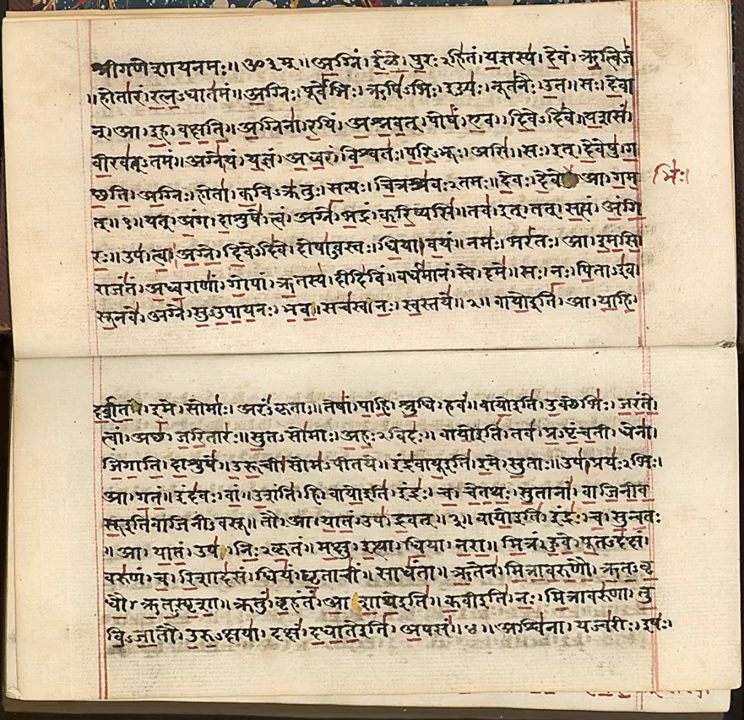 श्रीगणेशाय नमः॥ ॐ३म्॥ अग्निं। ईळे। पुरःऽहितं। यज्ञस्य। देवं। ऋत्विजं
॥होतारं। रत्नऽधातमं॥ अग्निः। पूर्वेभिः। ऋषिऽभिः। ईड्यः। नूतनैः। उत॥ सः। देवा
न्। आ। इह। वक्षति॥ अग्निना। रयिं। अश्नवत्। पोषं। एव। दिवेऽदिवे॥ यशसं।
वीरवत्ऽतमं॥ अग्ने। यं। यज्ञं। अध्वरं। विश्वतः। परिऽभूः। असि॥ सः। इत्। देवेषु। ग
च्छति। अग्निः। होता। कविऽक्रतुः। सत्यः। चित्रश्रवःऽतमः॥ देवः। देवे आ। गम
भिः।
त्॥१॥ यत्। अंग। दाशुषे। त्वं। अग्ने। भद्रं। करिष्यसि॥ तव। इत्। तत्। सत्यं। अंगि
रः॥ उप। त्वा। अग्ने। दिवेऽदिवे। दोषाऽवस्तः। धिया। वयं॥ नमः। भरंतः। आ। इमसि॥
राजंतं। अध्वराणां। गोपां। ऋतस्य। दीदिविं॥ वर्धमानं। स्वे। दमे॥ सः। नः। पिताऽइव।
सूनवे। अग्ने। सुऽउपायनः। भव॥ सचस्व। नः। स्वस्तये॥२॥ वायोइति। आ। याहि।
दर्शत। इमे। सोमाः। अरंऽकृताः॥ तेषां। पाहि। श्रुधि। हवं॥ वायोइति। उक्थेभिः। जरंते।
त्वां। अच्छ। जरितारः॥ सुतऽसोमाः। अहःऽविदः॥ वायोइति। तव। प्रऽपृंचती। धेना।
जिगाति। दाशुषे॥ उरूची। सोमऽपीतये॥ इंद्रवायूइति। इमे। सुताः॥ उप। प्रयःऽभिः।
आ। गतं॥ इंदवः। वां। उशंति। हि॥ वायोइति। इंद्रः। च। चेतथः। सुतानां। वाजिनीव
सूइतिवाजिनीऽवसू॥ तौ। आ। यातं। उप। द्रवत्॥३॥ वायोइति। इंद्रः। च। सुन्वतः
॥आ। यातं। उप। निःऽकृतं॥ मक्षु। इत्था। धिया। नरा॥ मित्रं। हुवे। पूतऽदक्षं।
वरुणं। च। रिशादसं॥ धियं। घृताचीं। साधंता॥ ऋतेन। मित्रावरुणौ। ऋतऽवृ
धौ। ऋतऽस्पृशा॥ क्रतुं। बृहंतं। आशाथेइति॥ कवीइति। नः। मित्रावरुणा। तु
विऽजातौ। उरुऽक्षया॥ दक्षं। दधातेइति। अपसं॥४॥ अश्विना। यज्वरीः। इषः।